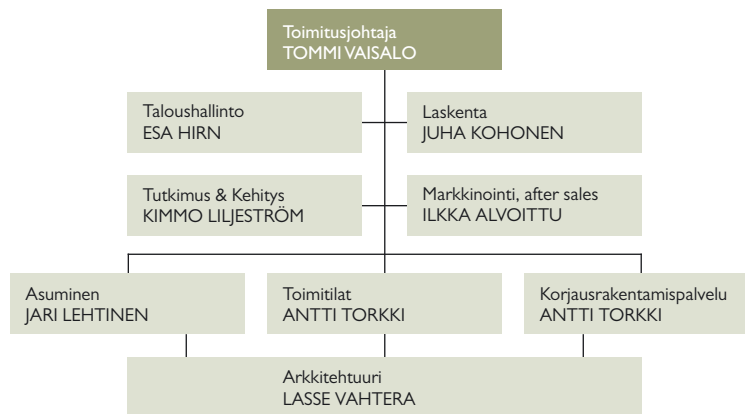 Toimitusjohtaja
TOMMI VAISALO
Taloushallinto
ESA HIRN
Laskenta
JUHA KOHONEN
Tutkimus & Kehitys
KIMMO LILJESTRÖM
Markkinointi, after sales
ILKKA ALVOITTU
Asuminen
JARI LEHTINEN
Toimitilat
ANTTI TORKKI
Korjausrakentamispalvelu
ANTTI TORKKI
Arkkitehtuuri
LASSE VAHTERA